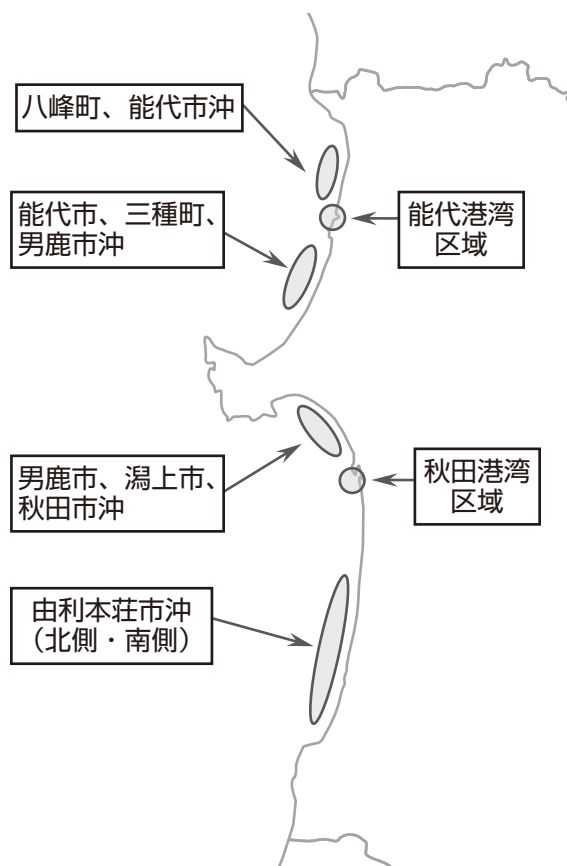 八峰町、能代市沖
能代市、三種町、
男鹿市沖
能代港湾
区域
男鹿市、潟上市、
秋田市沖
秋田港湾
区域
由利本荘市沖
（北側・南側）